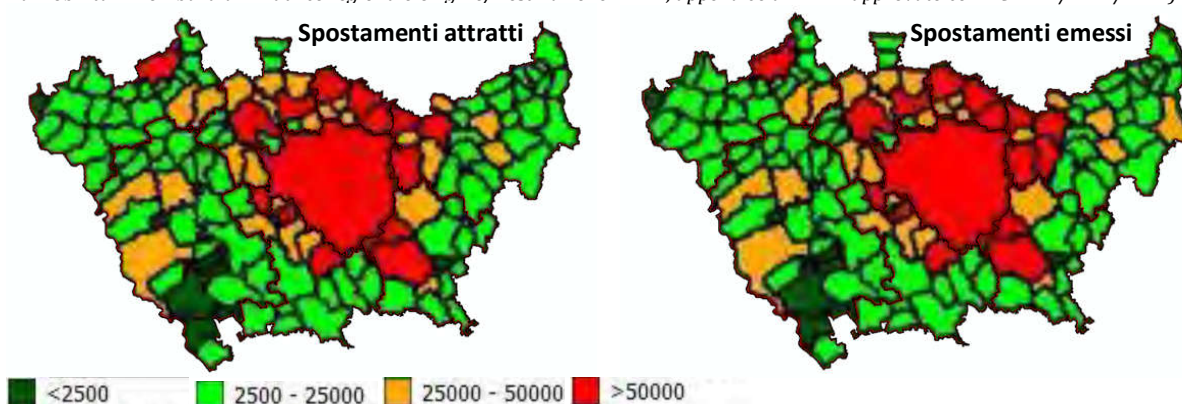 Spostamenti attratti
Spostamenti emessi
<2500
2500 - 25000
25000 - 50000
>50000